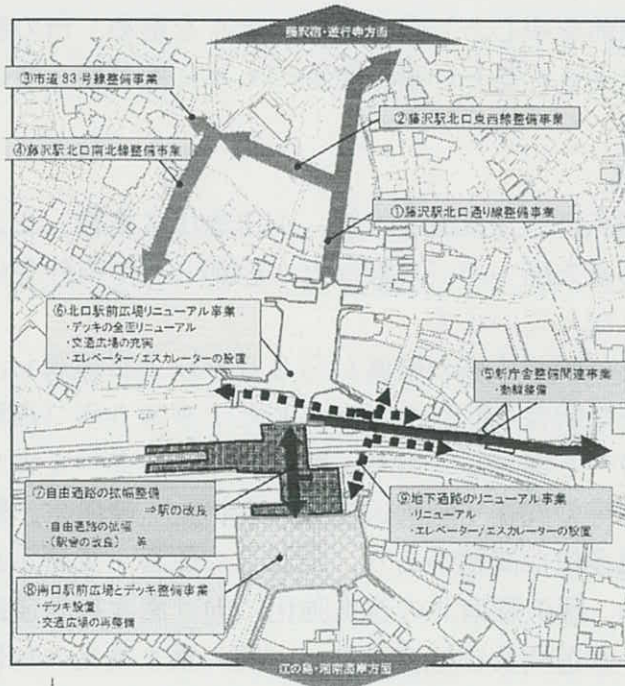 藤沢宿・遊行寺方面
③市道83号線整備事業
②藤沢駅北口東西線整備事業
④藤沢駅北口南北線整備事業
①藤沢駅北口通り線整備事業
⑥北口駅前広場リニューアル事業
・デッキの全面リニューアル
・交通広場の充実
・エレベーター/エスカレーターの設置
⑤新庁舎整備関連事業
・動線整備
⑦自由通路の拡幅整備
⇒駅の改良
・自由通路の拡幅
・(駅舎の改良) 等
⑨地下通路のリニューアル事業
・リニューアル
・エレベーター/エスカレーターの設置
⑧南口駅前広場とデッキ整備事業
・デッキ設置
・交通広場の再整備
江の島・湘南海岸方面